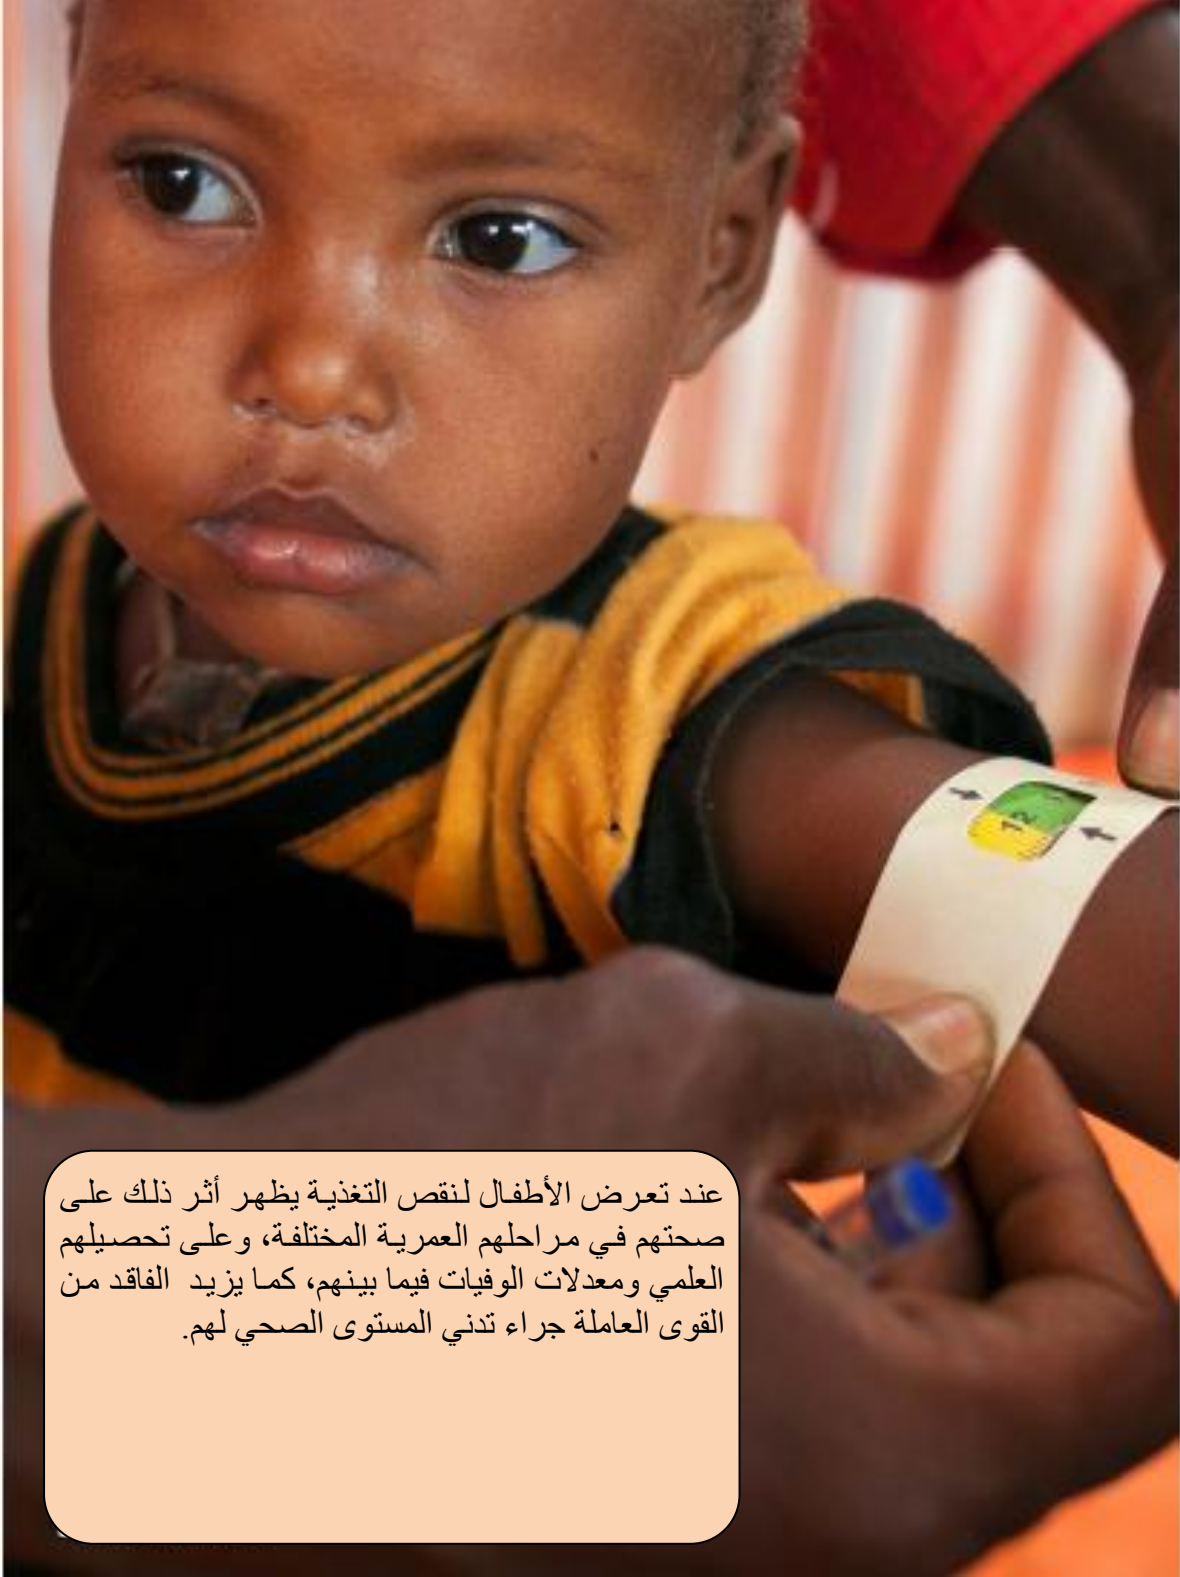 12
عند تعرض الأطفال لنقص التغذية يظهر أثر ذلك على
صحتهم في مراحلهم العمرية المختلفة، وعلى تحصيلهم
العلمي ومعدلات الوفيات فيما بينهم، كما يزيد الفاقد من
القوى العاملة جراء تدني المستوى الصحي لهم.